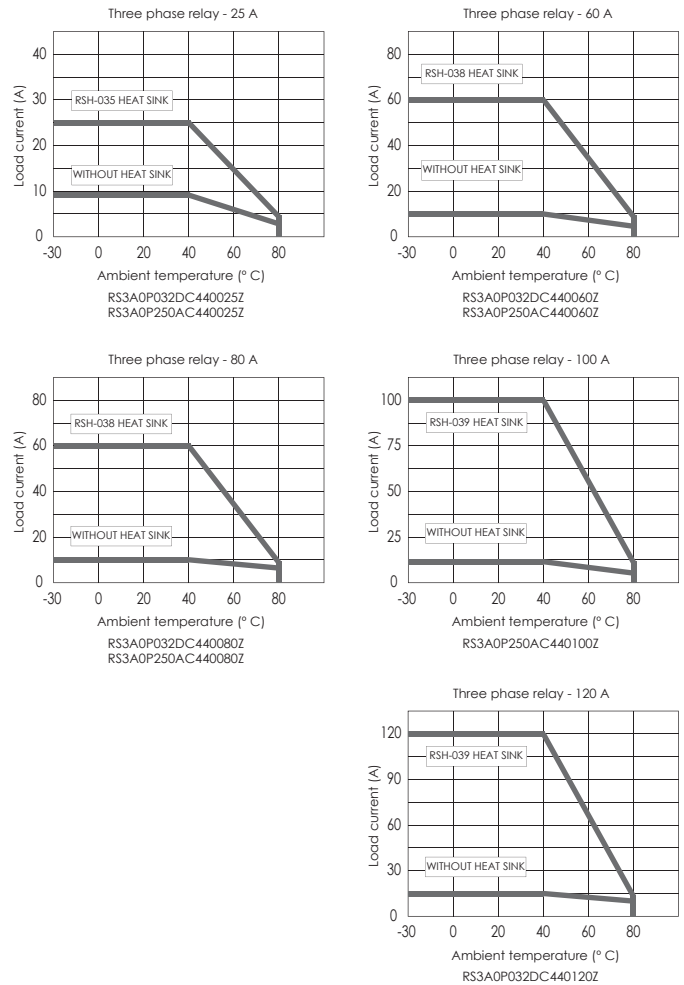 Three phase relay - 25 A
Load current (A)
40
30
20
10
0
RSH-035 HEAT SINK
WITHOUT HEAT SINK
-30 0 20 40 60 80
Ambient temperature (° C)
RS3A0P032DC440025Z
RS3A0P250AC440025Z
Three phase relay - 60 A
Load current (A)
80
60
40
20
0
RSH-038 HEAT SINK
WITHOUT HEAT SINK
-30 0 20 40 60 80
Ambient temperature (° C)
RS3A0P032DC440060Z
RS3A0P250AC440060Z
Three phase relay - 80 A
Load current (A)
80
60
40
20
0
RSH-038 HEAT SINK
WITHOUT HEAT SINK
-30 0 20 40 60 80
Ambient temperature (° C)
RS3A0P032DC440080Z
RS3A0P250AC440080Z
Three phase relay - 100 A
Load current (A)
100
75
50
25
0
RSH-039 HEAT SINK
WITHOUT HEAT SINK
-30 0 20 40 60 80
Ambient temperature (° C)
RS3A0P250AC440100Z
Three phase relay - 120 A
Load current (A)
120
90
60
30
0
RSH-039 HEAT SINK
WITHOUT HEAT SINK
-30 0 20 40 60 80
Ambient temperature (° C)
RS3A0P032DC440120Z